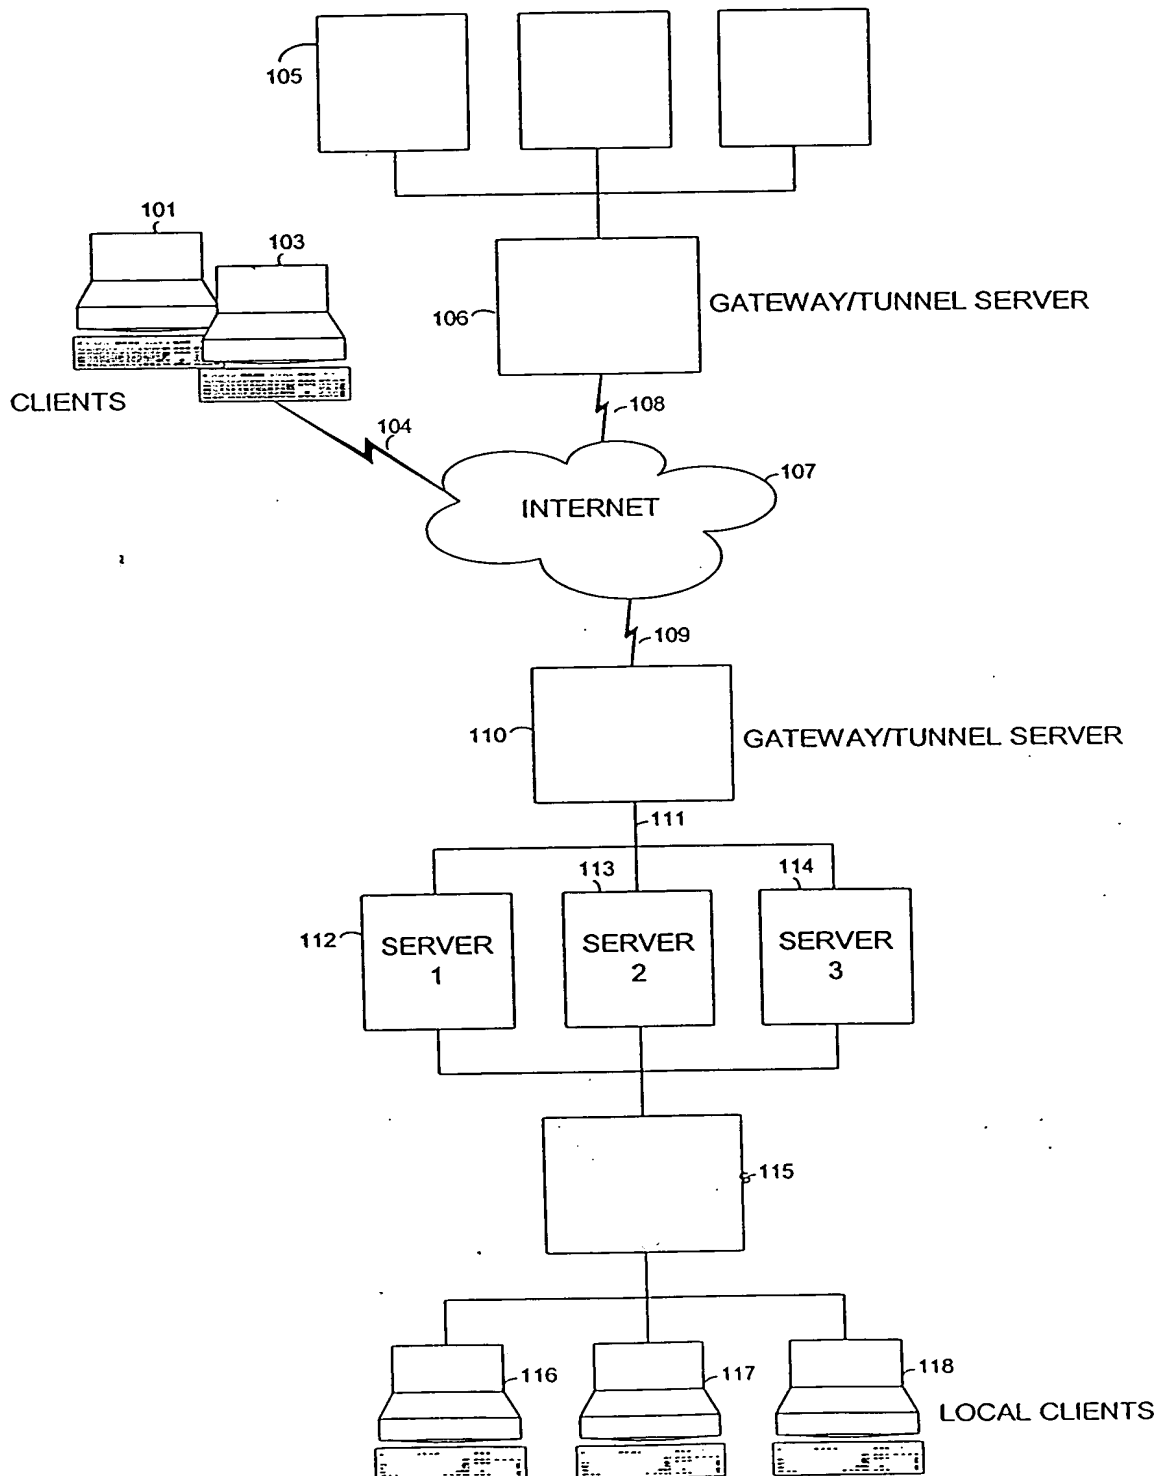 105
101
103
106
GATEWAY/TUNNEL SERVER
CLIENTS
108
104
107
INTERNET
109
110
GATEWAY/TUNNEL SERVER
111
113
114
112
SERVER
1
SERVER
2
SERVER
3
115
116
117
118
LOCAL CLIENTS